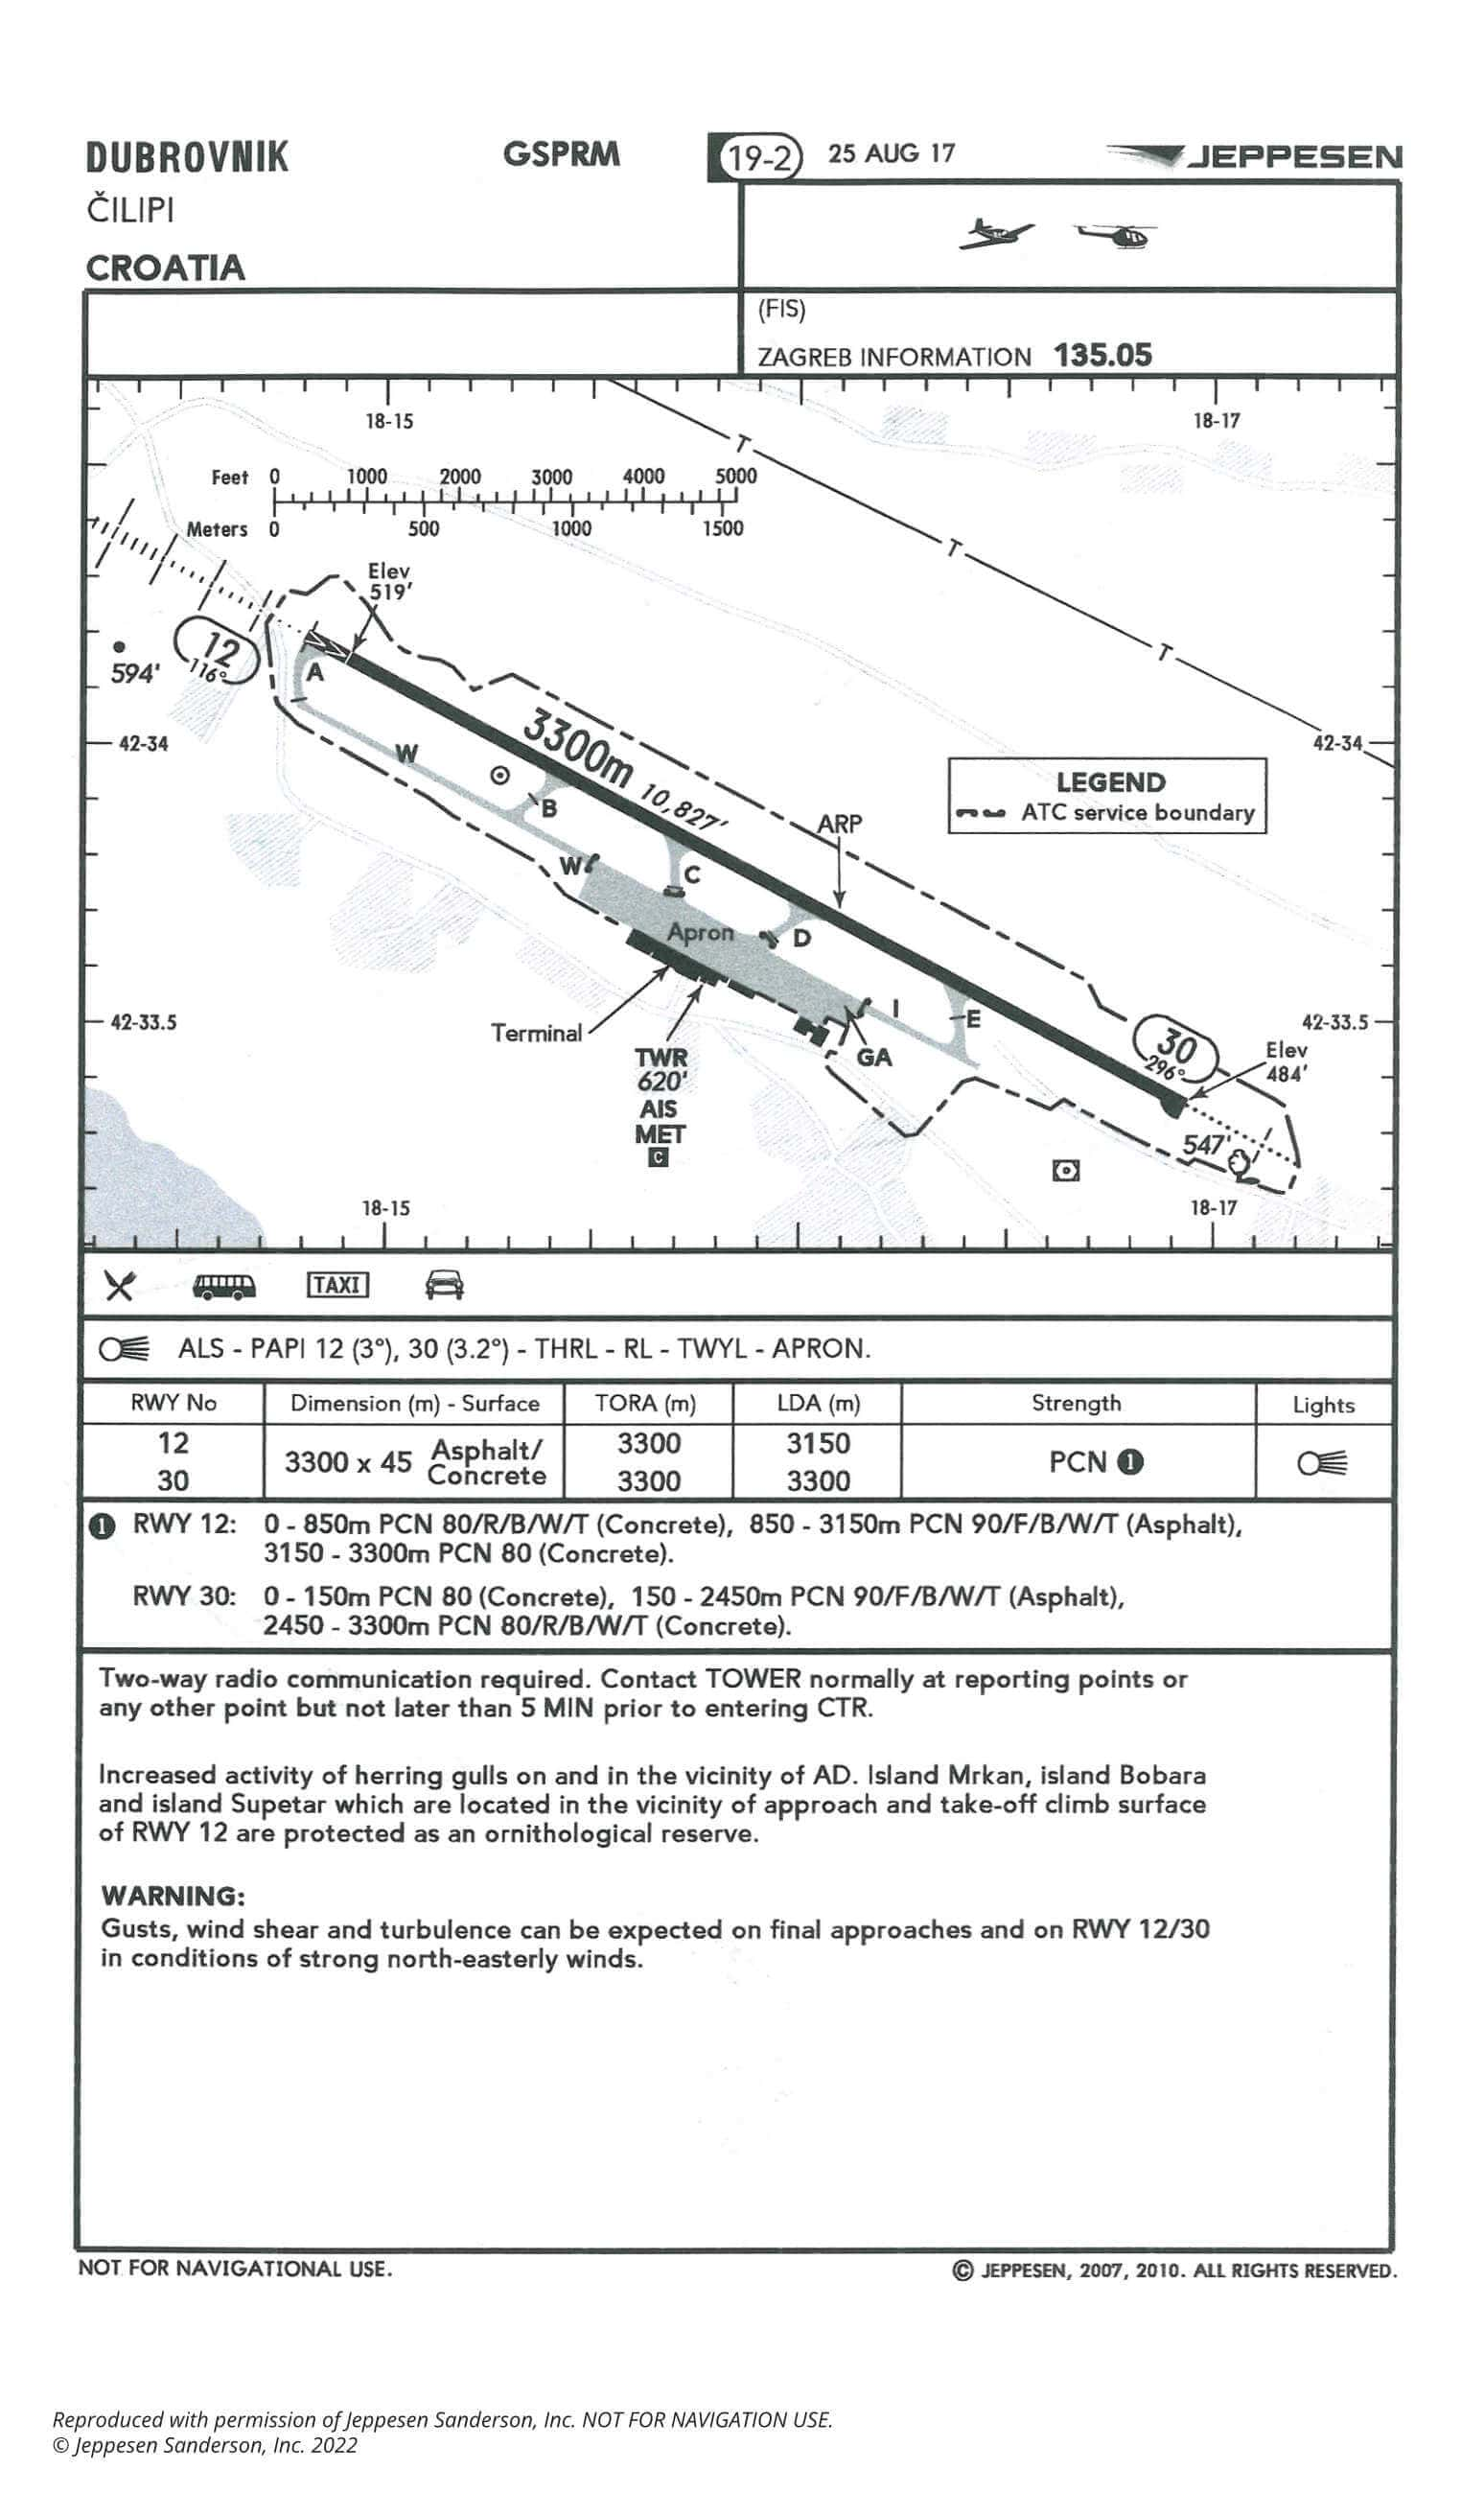 DUBROVNIK GSPRM 19-2 25 AUG 17 JEPPESEN
ČILIPI
CROATIA
(FIS)
ZAGREB INFORMATION 135.05
18-15 18-17
Feet 0 1000 2000 3000 4000 5000
Meters 0 500 1000 1500
Elev
519'
12
116°
594'
A
42-34 42-34
W
3300m 10,827'
LEGEND
ATC service boundary
B
ARP
W
C
Apron D
I
E
42-33.5 42-33.5
Terminal
TWR
620'
AIS
MET
C
GA
30
296°
Elev
484'
547'
18-15 18-17
TAXI
ALS - PAPI 12 (3°), 30 (3.2°) - THRL - RL - TWYL - APRON.
RWY No Dimension (m) - Surface TORA (m) LDA (m) Strength Lights
12 3300 x 45 Asphalt/ 3300 3150 PCN 1
30 Concrete 3300 3300
1 RWY 12: 0 - 850m PCN 80/R/B/W/T (Concrete), 850 - 3150m PCN 90/F/B/W/T (Asphalt),
3150 - 3300m PCN 80 (Concrete).
RWY 30: 0 - 150m PCN 80 (Concrete), 150 - 2450m PCN 90/F/B/W/T (Asphalt),
2450 - 3300m PCN 80/R/B/W/T (Concrete).
Two-way radio communication required. Contact TOWER normally at reporting points or
any other point but not later than 5 MIN prior to entering CTR.
Increased activity of herring gulls on and in the vicinity of AD. Island Mrkan, island Bobara
and island Supetar which are located in the vicinity of approach and take-off climb surface
of RWY 12 are protected as an ornithological reserve.
WARNING:
Gusts, wind shear and turbulence can be expected on final approaches and on RWY 12/30
in conditions of strong north-easterly winds.
NOT FOR NAVIGATIONAL USE. © JEPPESEN, 2007, 2010. ALL RIGHTS RESERVED.
Reproduced with permission of Jeppesen Sanderson, Inc. NOT FOR NAVIGATION USE.
© Jeppesen Sanderson, Inc. 2022